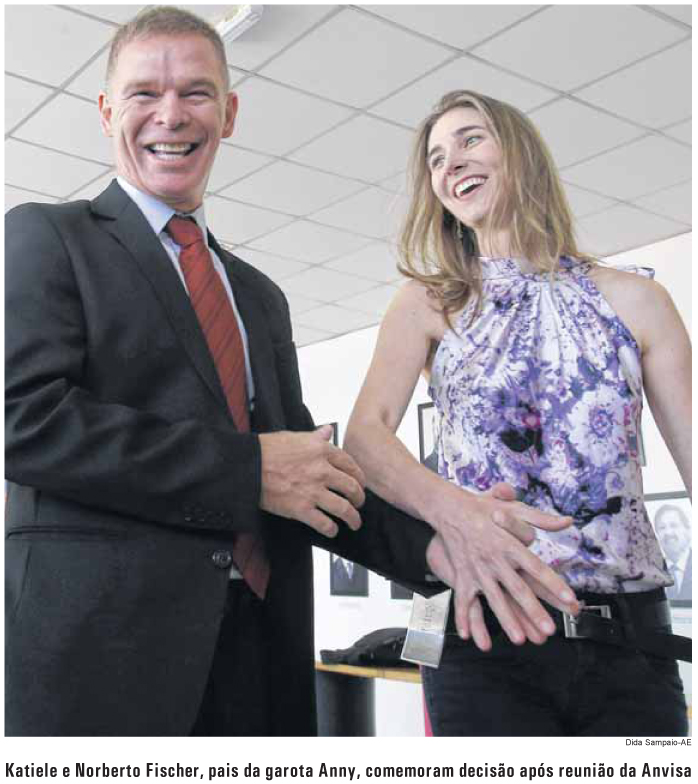 Dida Sampaio-AE
Katiele e Norberto Fischer, pais da garota Anny, comemoram decisão após reunião da Anvisa